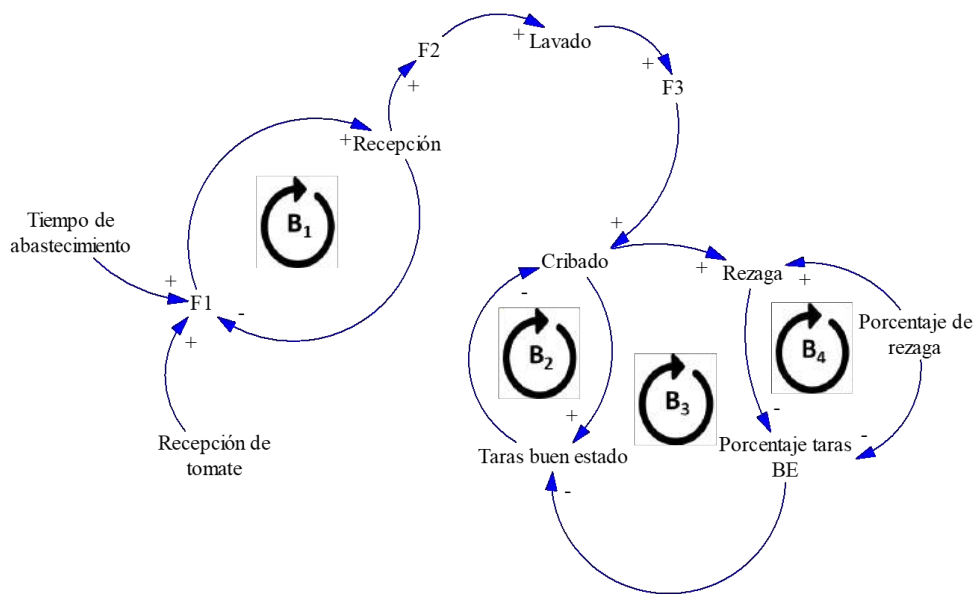 F2
+ Lavado
+
F3
+
+ Recepción
Tiempo de
abastecimiento
B1
+
F1
-
+
Recepción de
tomate
+
Cribado
-
+ Rezaga
+
Porcentaje de
rezaga
B2
B3
B4
+
Taras buen estado
-
-
-
Porcentaje taras
BE